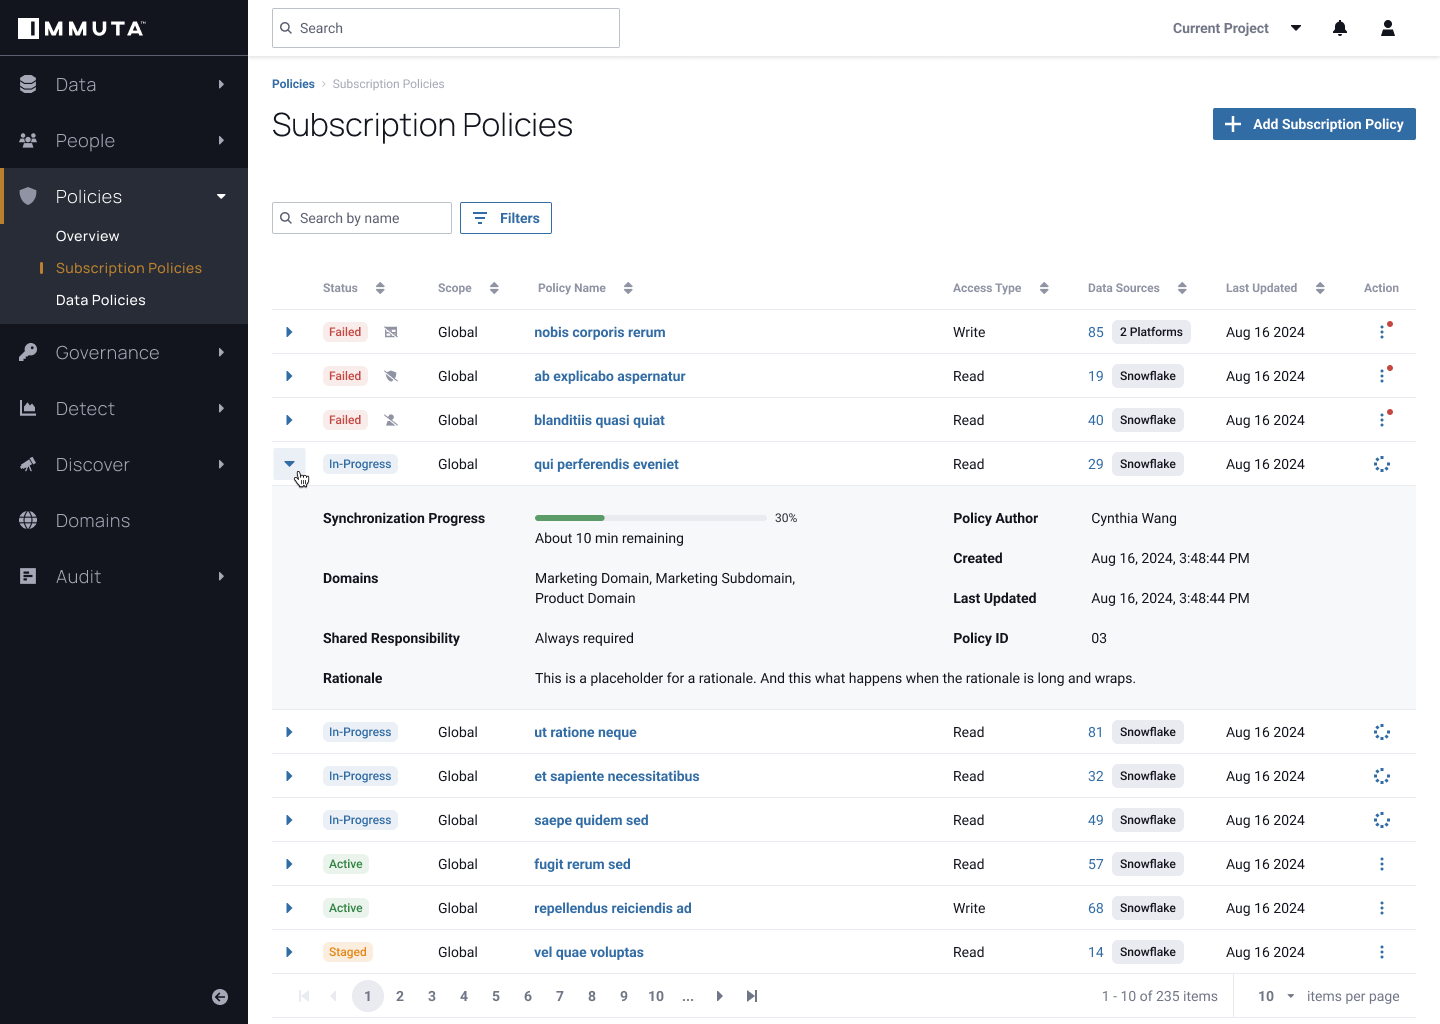 IMMUTA™
Search
Current Project
Data
People
Policies
Overview
Subscription Policies
Data Policies
Governance
Detect
Discover
Domains
Audit
Policies > Subscription Policies
Subscription Policies
Add Subscription Policy
Search by name
Filters
Status Scope Policy Name Access Type Data Sources Last Updated Action
Failed Global nobis corporis rerum Write 85 2 Platforms Aug 16 2024
Failed Global ab explicabo aspernatur Read 19 Snowflake Aug 16 2024
Failed Global blanditiis quasi quiat Read 40 Snowflake Aug 16 2024
In-Progress Global qui perferendis eveniet Read 29 Snowflake Aug 16 2024
Synchronization Progress 30% Policy Author Cynthia Wang
About 10 min remaining
Created Aug 16, 2024, 3:48:44 PM
Domains Marketing Domain, Marketing Subdomain,
Product Domain Last Updated Aug 16, 2024, 3:48:44 PM
Shared Responsibility Always required Policy ID 03
Rationale This is a placeholder for a rationale. And this what happens when the rationale is long and wraps.
In-Progress Global ut ratione neque Read 81 Snowflake Aug 16 2024
In-Progress Global et sapiente necessitatibus Read 32 Snowflake Aug 16 2024
In-Progress Global saepe quidem sed Read 49 Snowflake Aug 16 2024
Active Global fugit rerum sed Read 57 Snowflake Aug 16 2024
Active Global repellendus reiciendis ad Write 68 Snowflake Aug 16 2024
Staged Global vel quae voluptas Read 14 Snowflake Aug 16 2024
1 2 3 4 5 6 7 8 9 10 ... 1 - 10 of 235 items 10 items per page